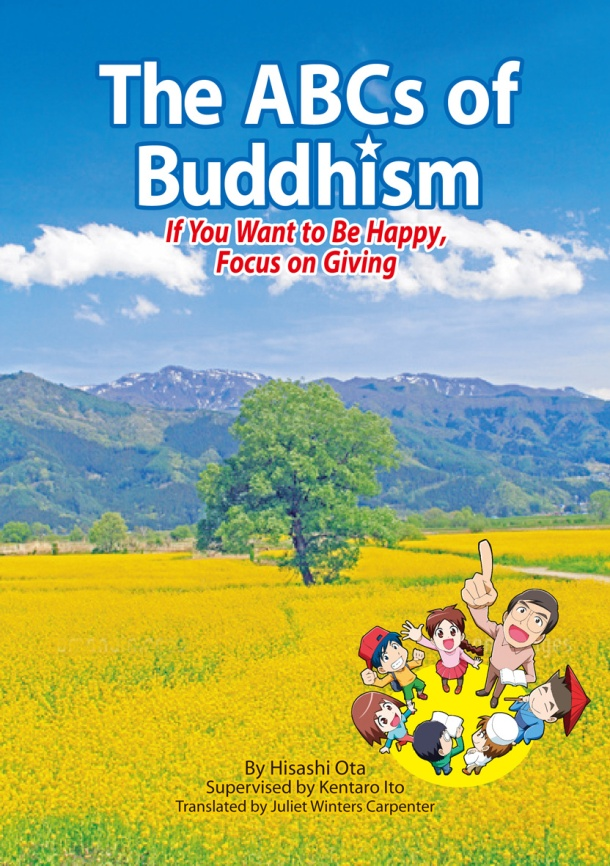 The ABCs of
Buddhism
If You Want to Be Happy,
Focus on Giving
By Hisashi Ota
Supervised by Kentaro Ito
Translated by Juliet Winters Carpenter